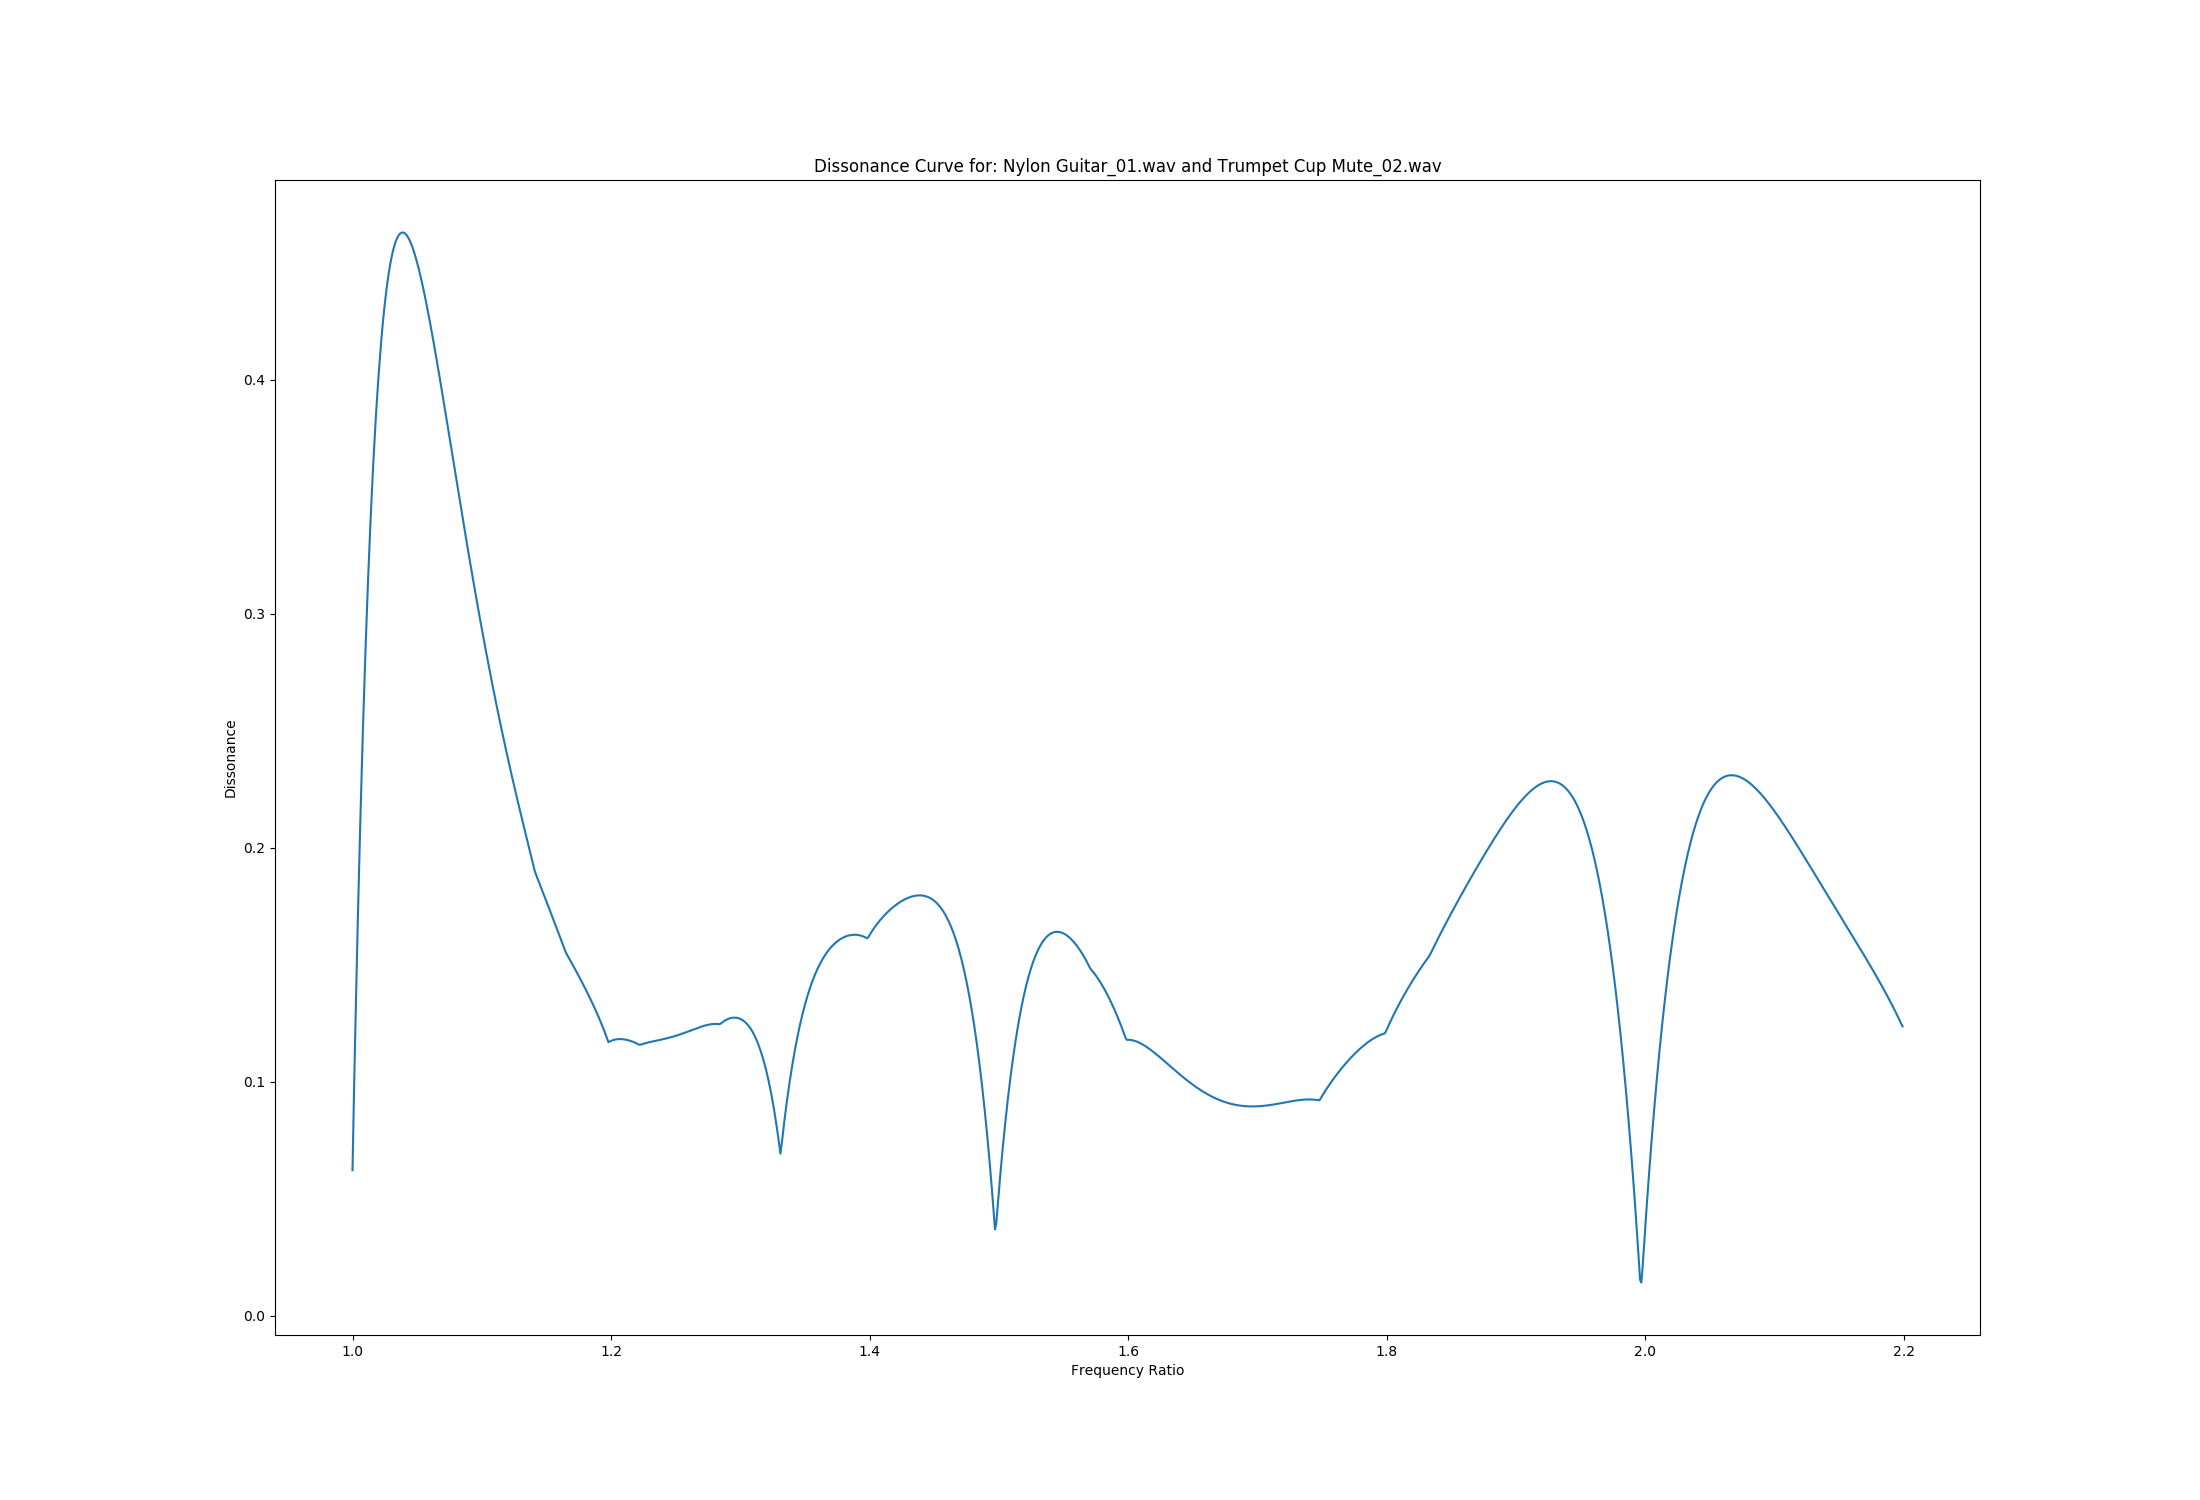 Dissonance Curve for: Nylon Guitar_01.wav and Trumpet Cup Mute_02.wav
Dissonance
0.4
0.3
0.2
0.1
0.0
1.0 1.2 1.4 1.6 1.8 2.0 2.2
Frequency Ratio